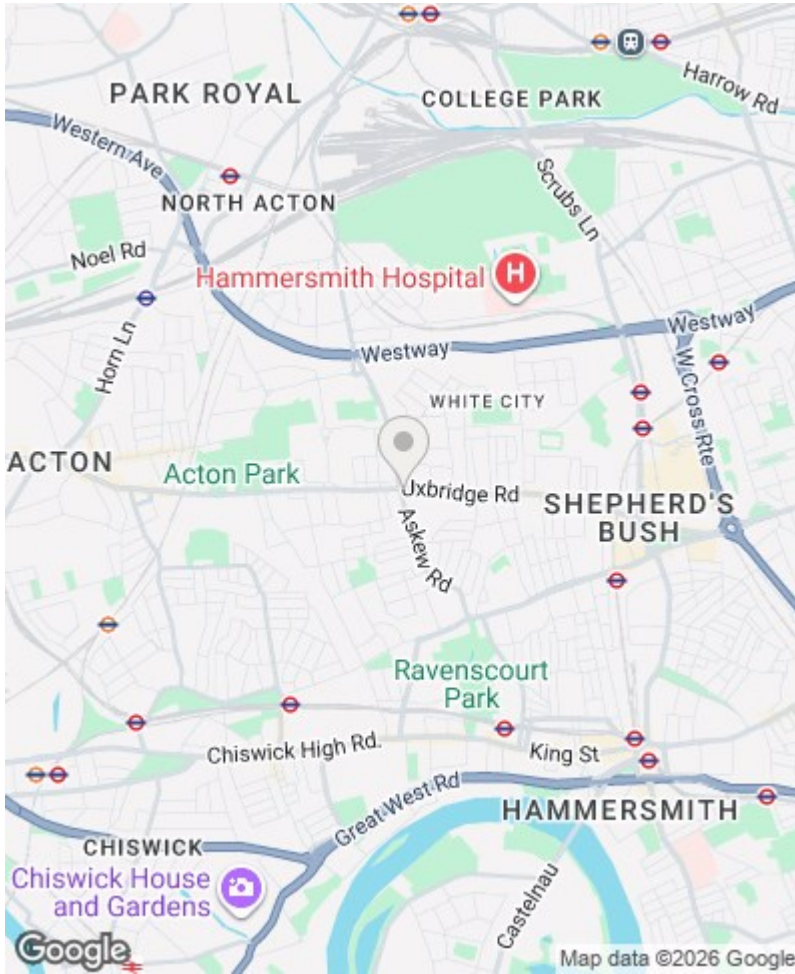 PARK ROYAL
COLLEGE PARK
Harrow Rd
Western Ave
Scrubs Ln
NORTH ACTON
Noel Rd
Hammersmith Hospital
H
Westway
Westway
Horn Ln
W Cross Rte
WHITE CITY
ACTON
Acton Park
Uxbridge Rd
SHEPHERD'S
BUSH
Askew Rd
Ravenscourt
Park
Chiswick High Rd.
King St
Great West Rd
HAMMERSMITH
CHISWICK
Chiswick House
and Gardens
Castelnau
Google
Map data ©2026 Google